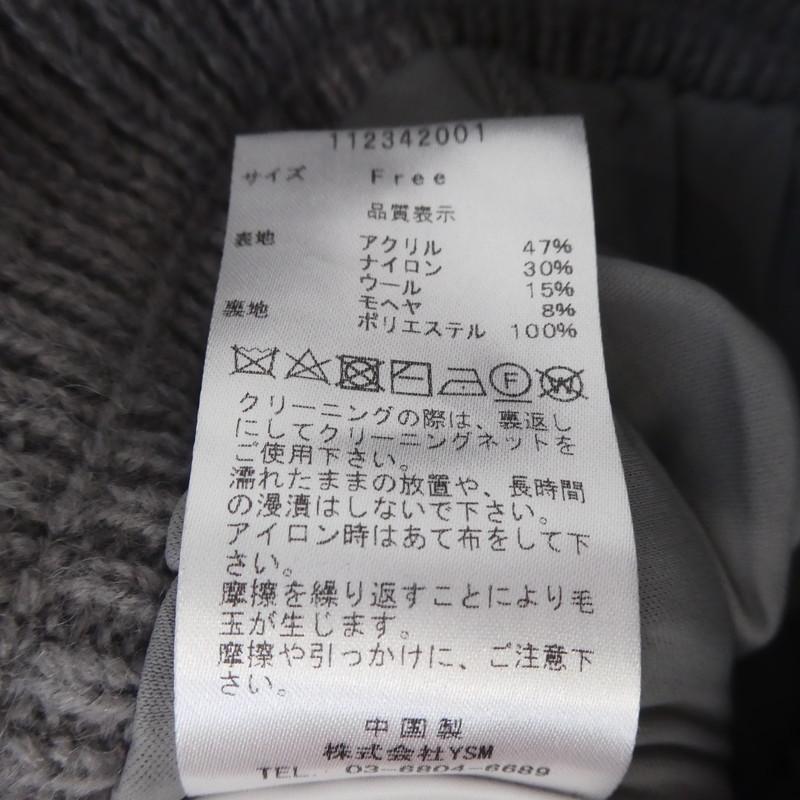 112342001
サイズ Free
品質表示
表地 アクリル 47%
ナイロン 30%
ウール 15%
モヘヤ 8%
裏地 ポリエステル 100%
F W
クリーニングの際は、裏返し
にしてクリーニングネットを
ご使用下さい。
濡れたままの放置や、長時間
の浸漬はしないで下さい。
アイロン時はあて布をして下
さい。
摩擦を繰り返すことにより毛
玉が生じます。
摩擦や引っかけに、ご注意下
さい。
中国製
株式会社YSM
TEL. 03-6804-6689